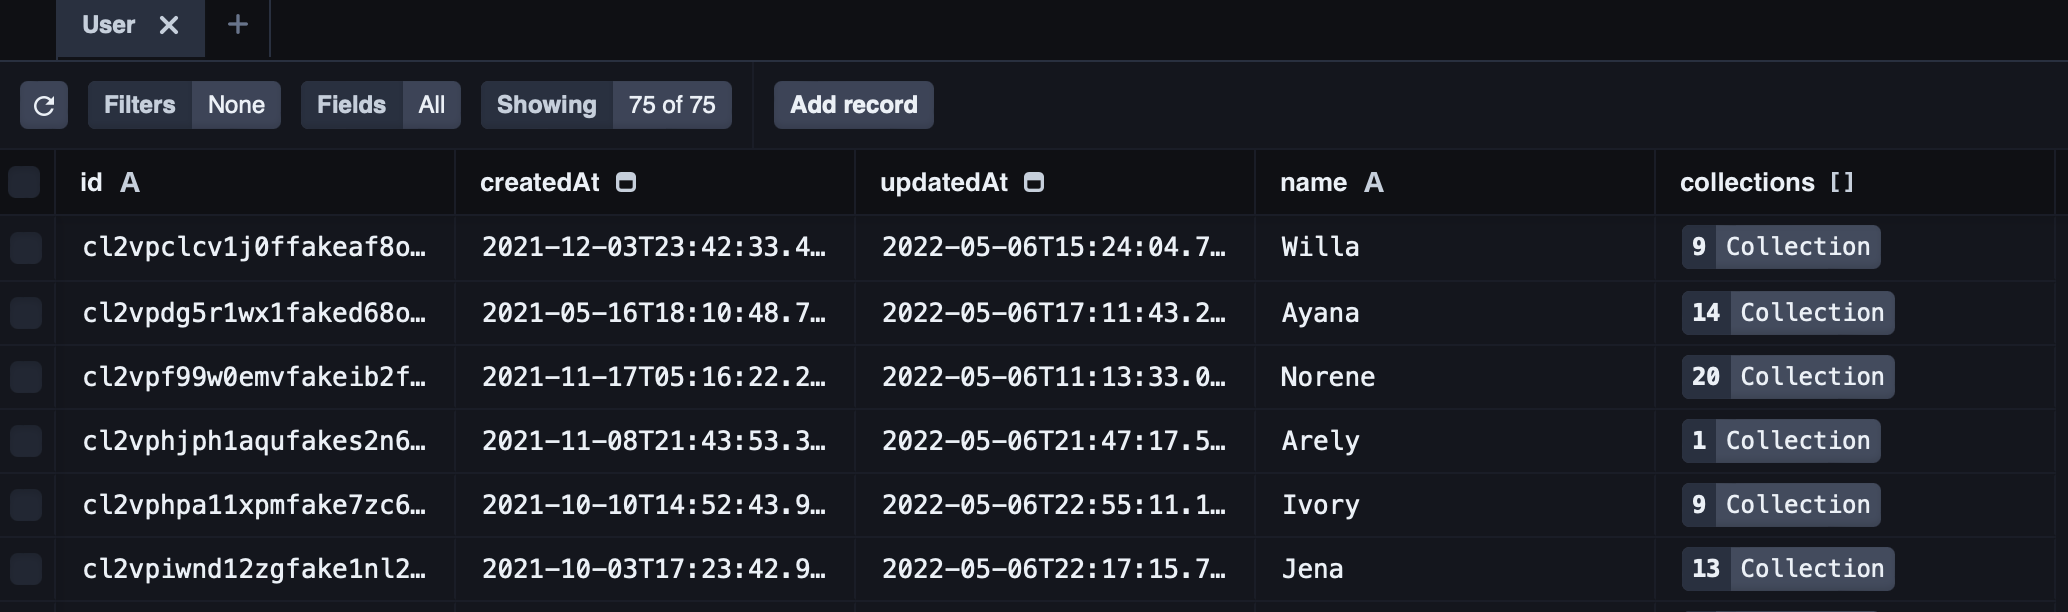 User
Filters None Fields All Showing 75 of 75 Add record
id A createdAt updatedAt name A collections []
cl2vpclcv1j0ffakeaf8o… 2021-12-03T23:42:33.4… 2022-05-06T15:24:04.7… Willa 9 Collection
cl2vpdg5r1wx1faked68o… 2021-05-16T18:10:48.7… 2022-05-06T17:11:43.2… Ayana 14 Collection
cl2vpf99w0emvfakeib2f… 2021-11-17T05:16:22.2… 2022-05-06T11:13:33.0… Norene 20 Collection
cl2vphjph1aqufakes2n6… 2021-11-08T21:43:53.3… 2022-05-06T21:47:17.5… Arely 1 Collection
cl2vphpa11xpmfake7zc6… 2021-10-10T14:52:43.9… 2022-05-06T22:55:11.1… Ivory 9 Collection
cl2vpiwnd12zgfake1nl2… 2021-10-03T17:23:42.9… 2022-05-06T22:17:15.7… Jena 13 Collection